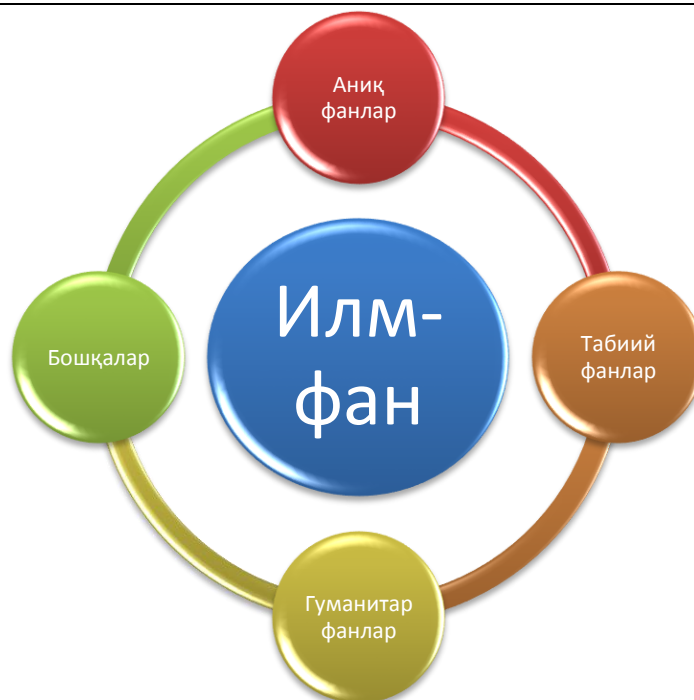 Аниқ
фанлар
Илм-
фан
Бошқалар
Табиий
фанлар
Гуманитар
фанлар